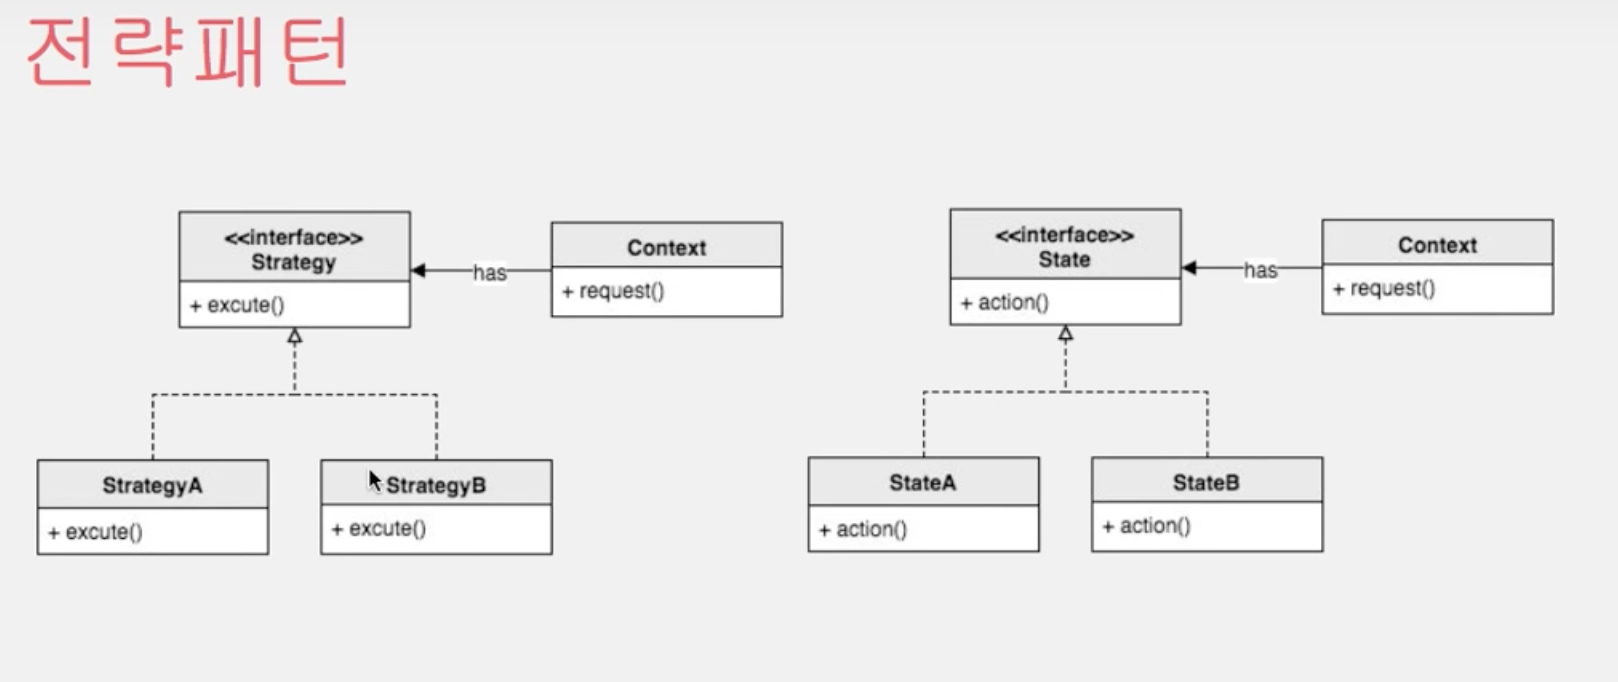 전략패턴
<<interface>>
Strategy
+ excute()
has
Context
+ request()
StrategyA
+ excute()
StrategyB
+ excute()
<<interface>>
State
+ action()
has
Context
+ request()
StateA
+ action()
StateB
+ action()